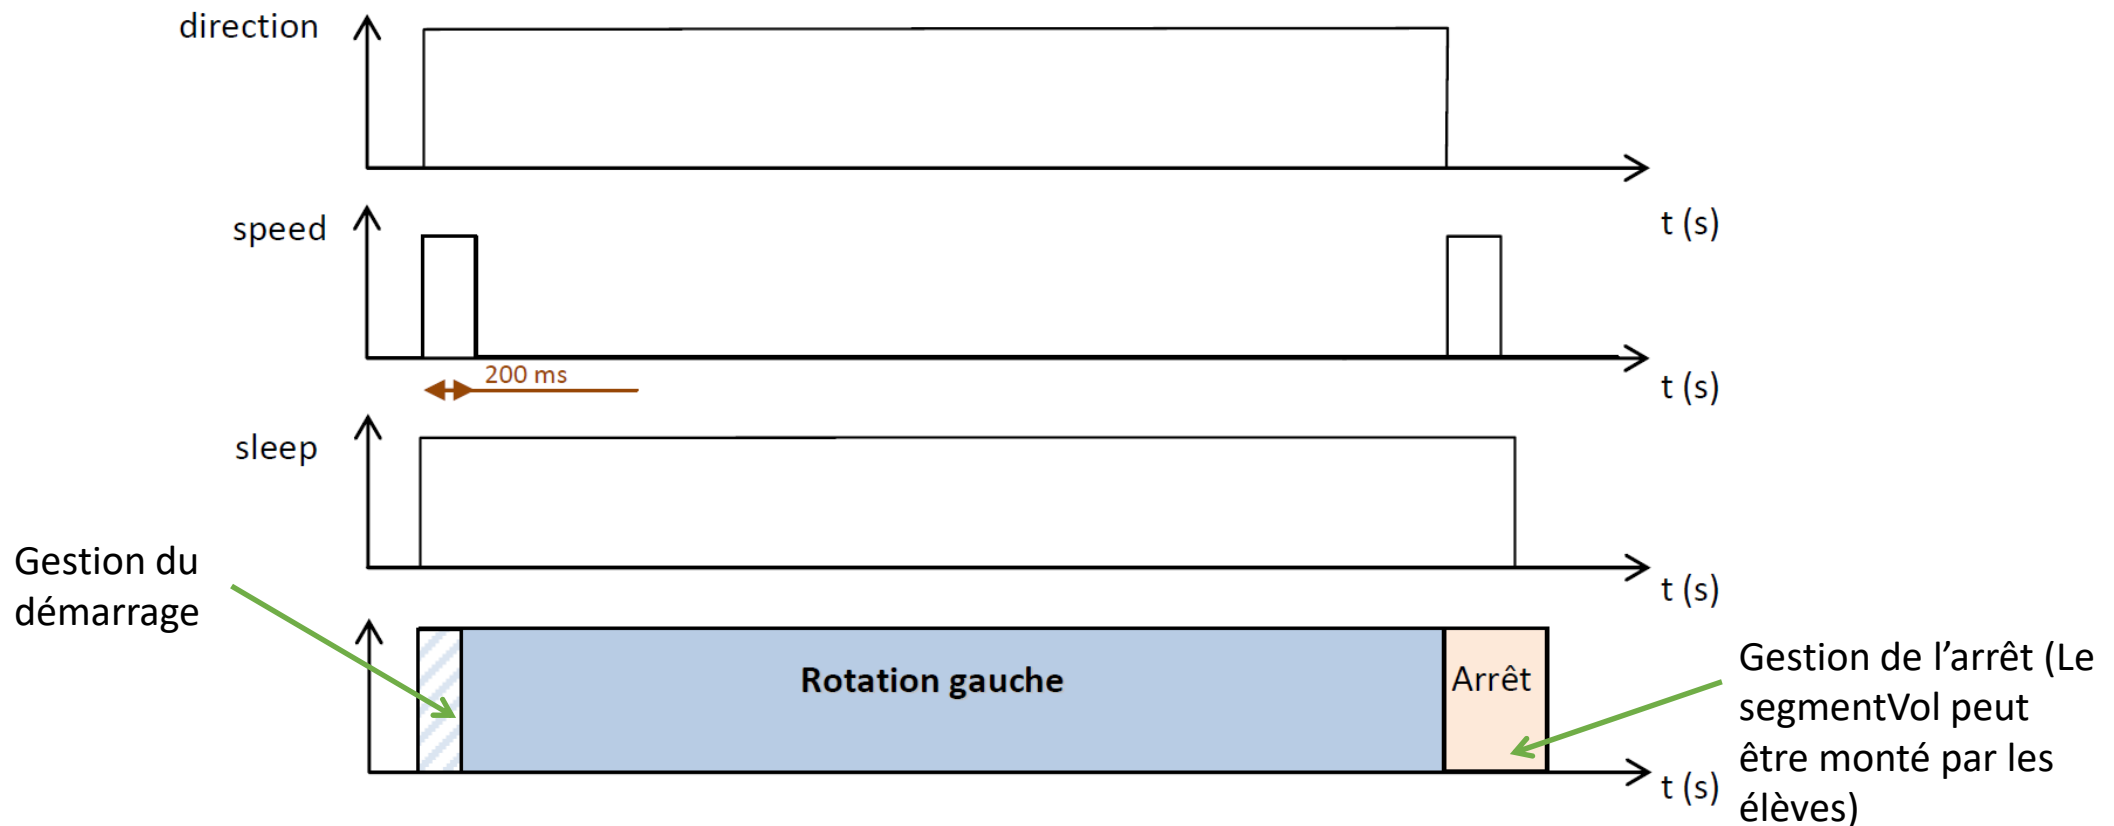 direction
t (s)
speed
200 ms
t (s)
sleep
t (s)
Gestion du
démarrage
Rotation gauche
Arrêt
t (s)
Gestion de l’arrêt (Le
segmentVol peut
être monté par les
élèves)